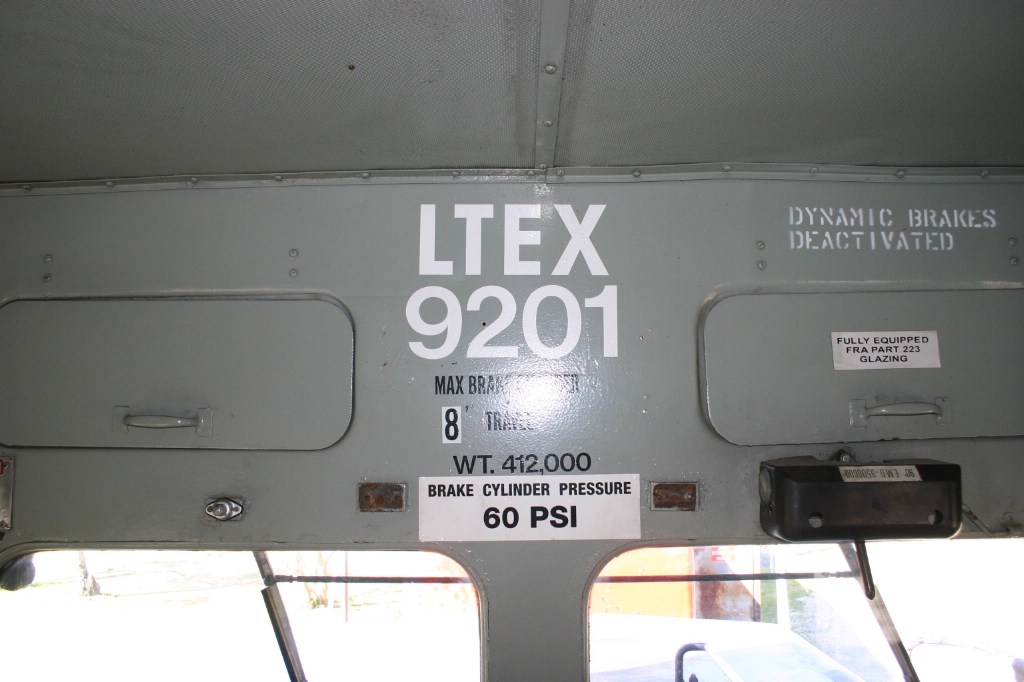 LTEX
9201
DYNAMIC BRAKES
DEACTIVATED
FULLY EQUIPPED
FRA PART 223
GLAZING
MAX BRAKE
8" TRAVEL
WT. 412,000
BRAKE CYLINDER PRESSURE
60 PSI